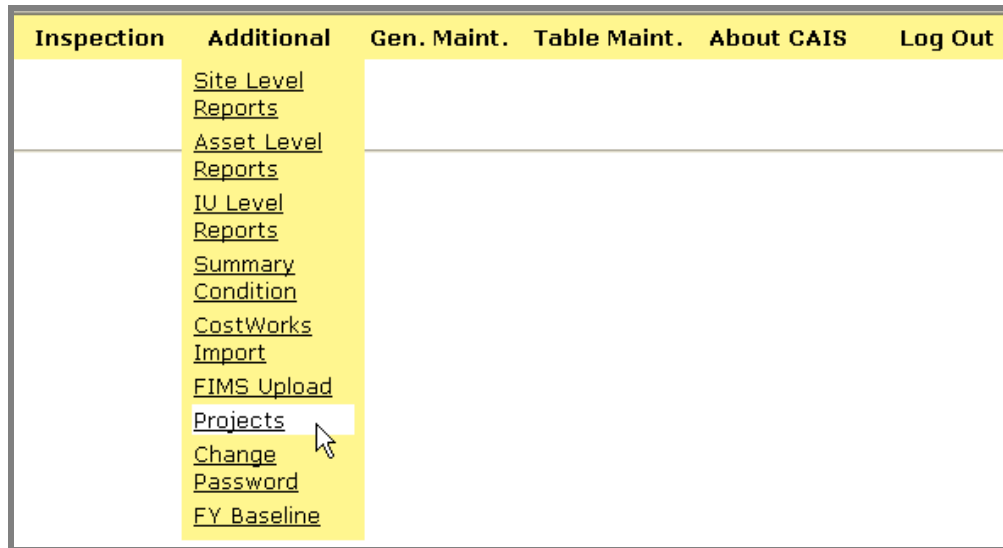 Inspection Additional Gen. Maint. Table Maint. About CAIS Log Out
Site Level
Reports
Asset Level
Reports
IU Level
Reports
Summary
Condition
CostWorks
Import
FIMS Upload
Projects
Change
Password
FY Baseline